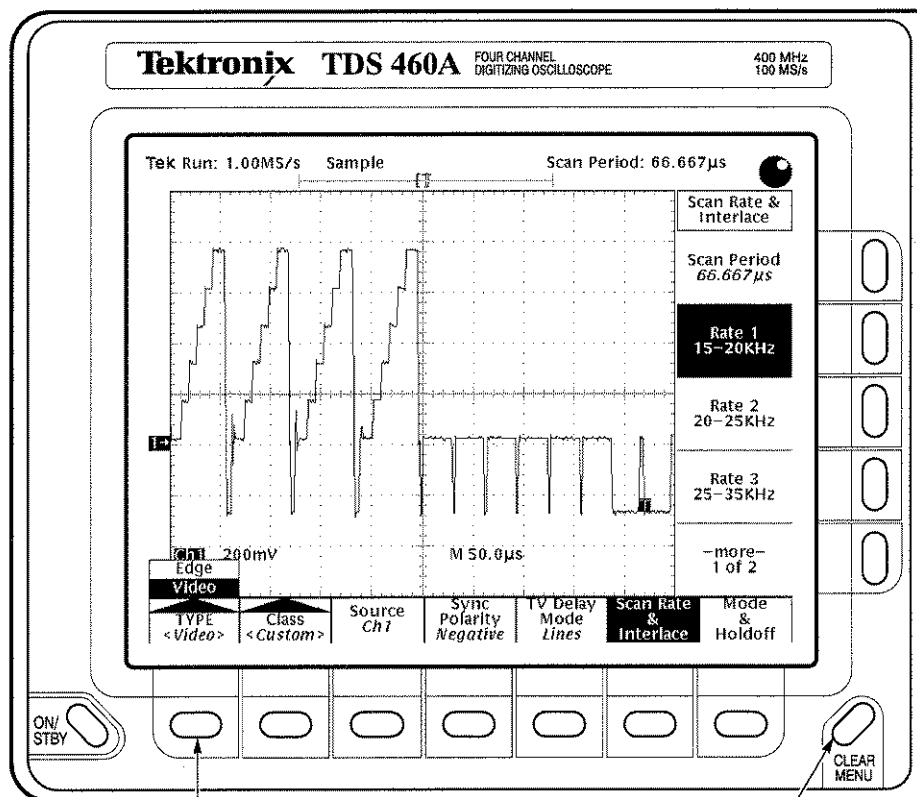 Tektronix TDS 460A FOUR CHANNEL
DIGITIZING OSCILLOSCOPE
400 MHz
100 MS/s
Tek Run: 1.00MS/s Sample Scan Period: 66.667µs
Scan Rate &
Interlace
Scan Period
66.667µs
Rate 1
15-20KHz
Rate 2
20-25KHz
Rate 3
25-35KHz
-more-
1 of 2
1→
T
Ch1 200mV M 50.0µs
Edge
Video
TYPE
<Video>
Class
<Custom>
Source
Ch1
Sync
Polarity
Negative
TV Delay
Mode
Lines
Scan Rate
&
Interlace
Mode
&
Holdoff
ON/
STBY
CLEAR
MENU